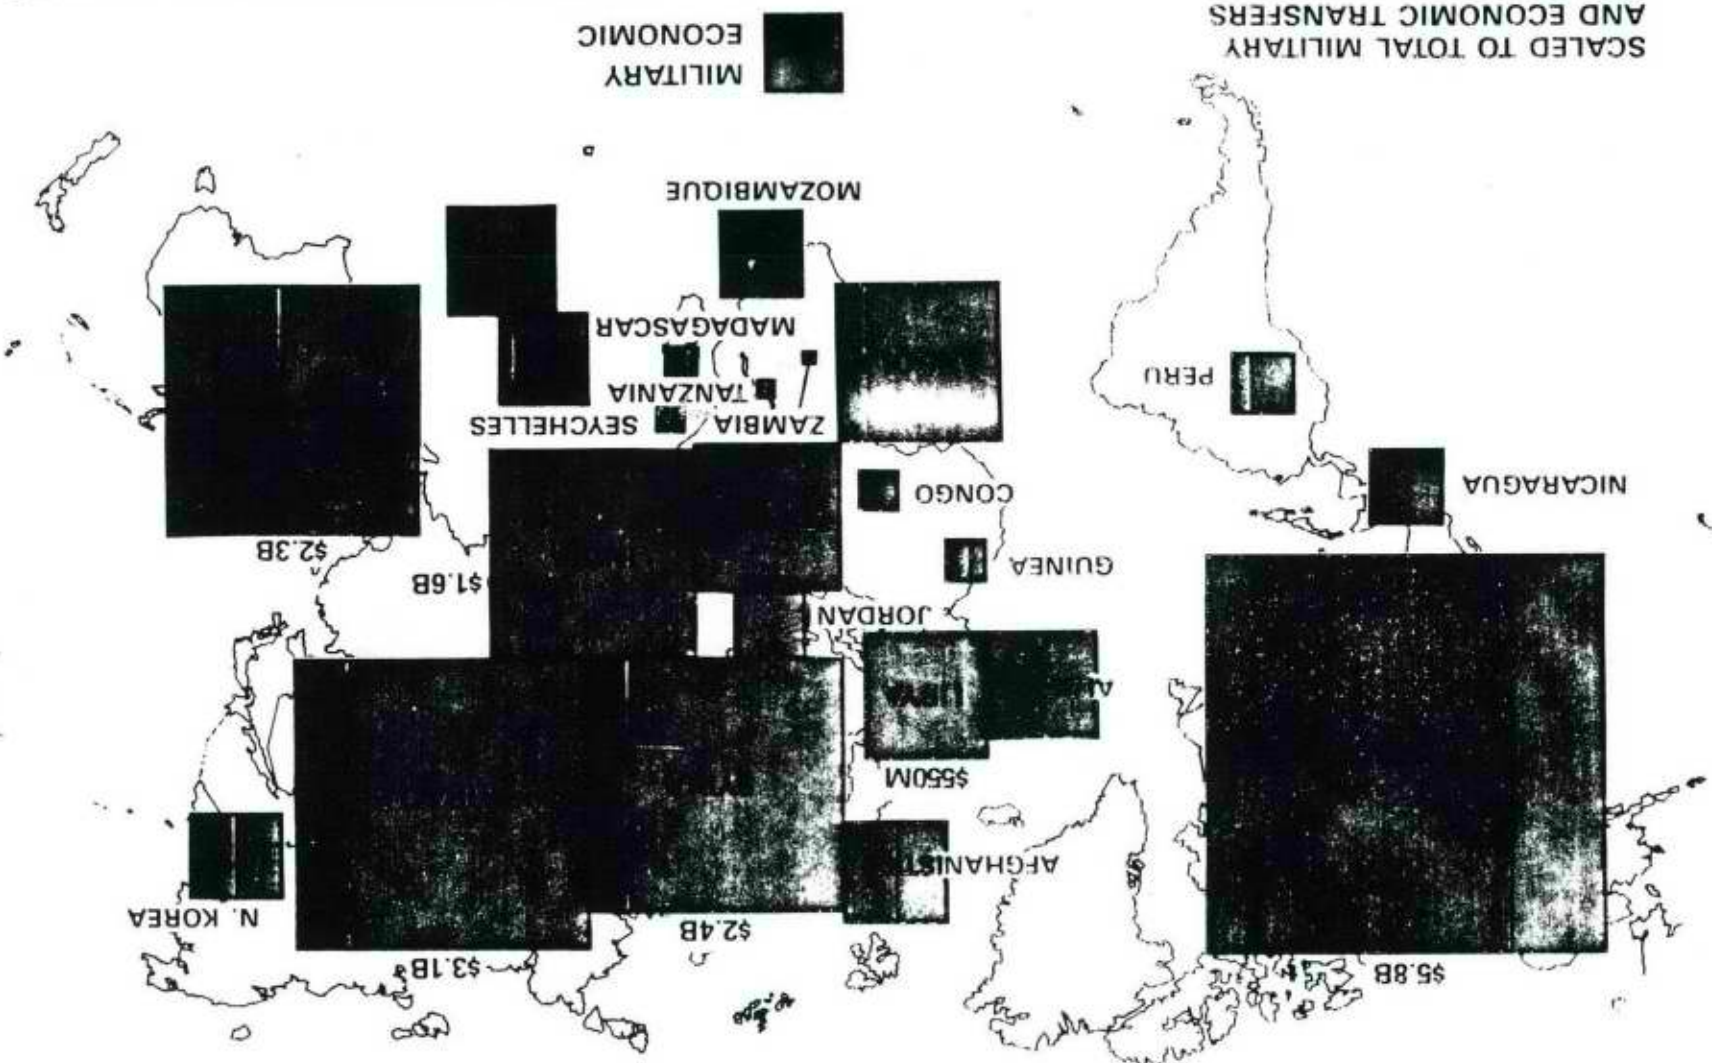 $5.8B
$3.1B
$2.4B
N. KOREA
AFGHANIST
$550M
JORDAN
$1.6B
GUINEA
$2.3B
CONGO
NICARAGUA
ZAMBIA
SEYCHELLES
TANZANIA
PERU
MADAGASCAR
MOZAMBIQUE
MILITARY
ECONOMIC
SCALED TO TOTAL MILITARY
AND ECONOMIC TRANSFERS